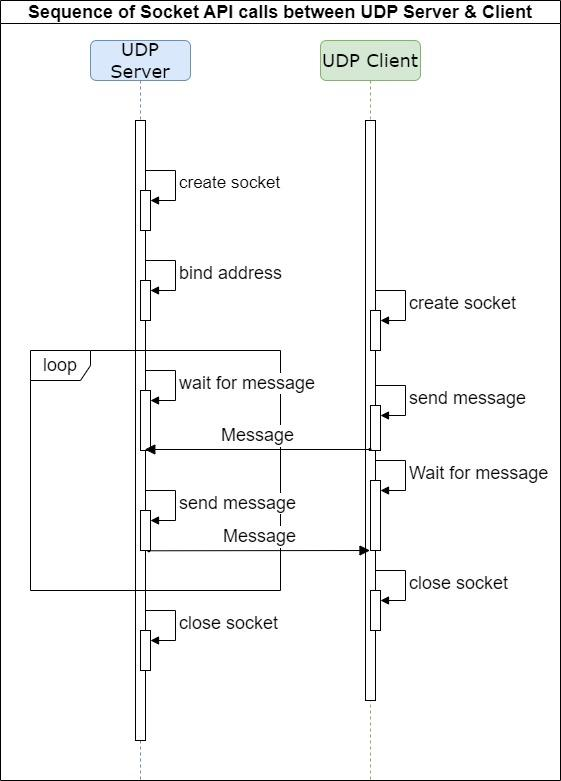 Sequence of Socket API calls between UDP Server & Client
UDP
Server
UDP Client
create socket
bind address
create socket
loop
wait for message
send message
Message
Wait for message
send message
Message
close socket
close socket